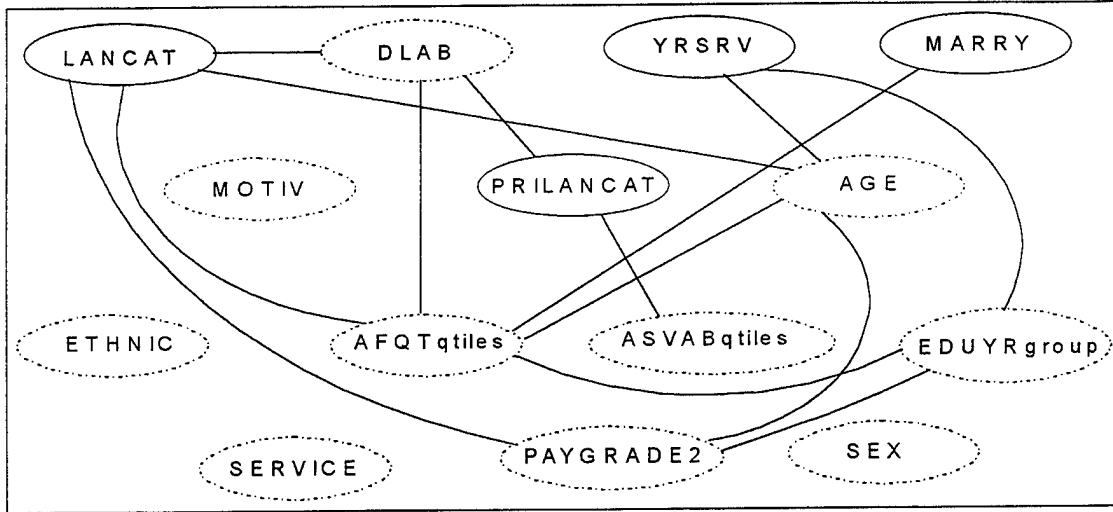 LANCAT
DLAB
YRSRV
MARRY
MOTIV
PRILANCAT
AGE
ETHNIC
AFQTqtiles
ASVABqtiles
EDUYRgroup
SERVICE
PAYGRADE2
SEX